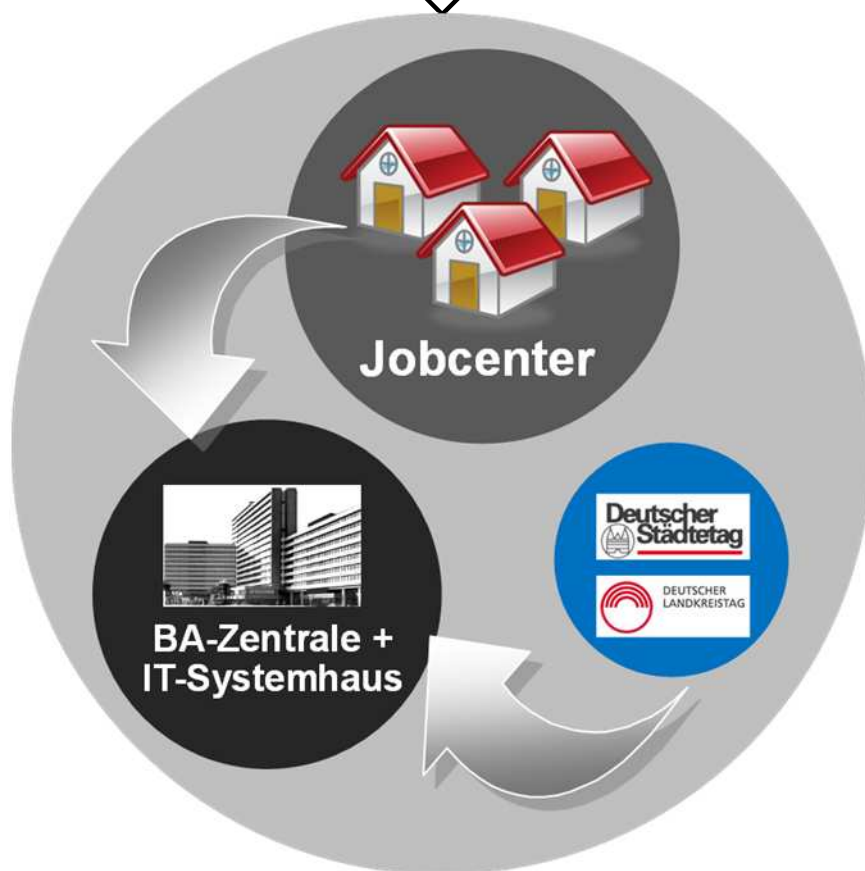 Jobcenter
Deutscher
Städtetag
DEUTSCHER
LANDKREISTAG
BA-Zentrale +
IT-Systemhaus